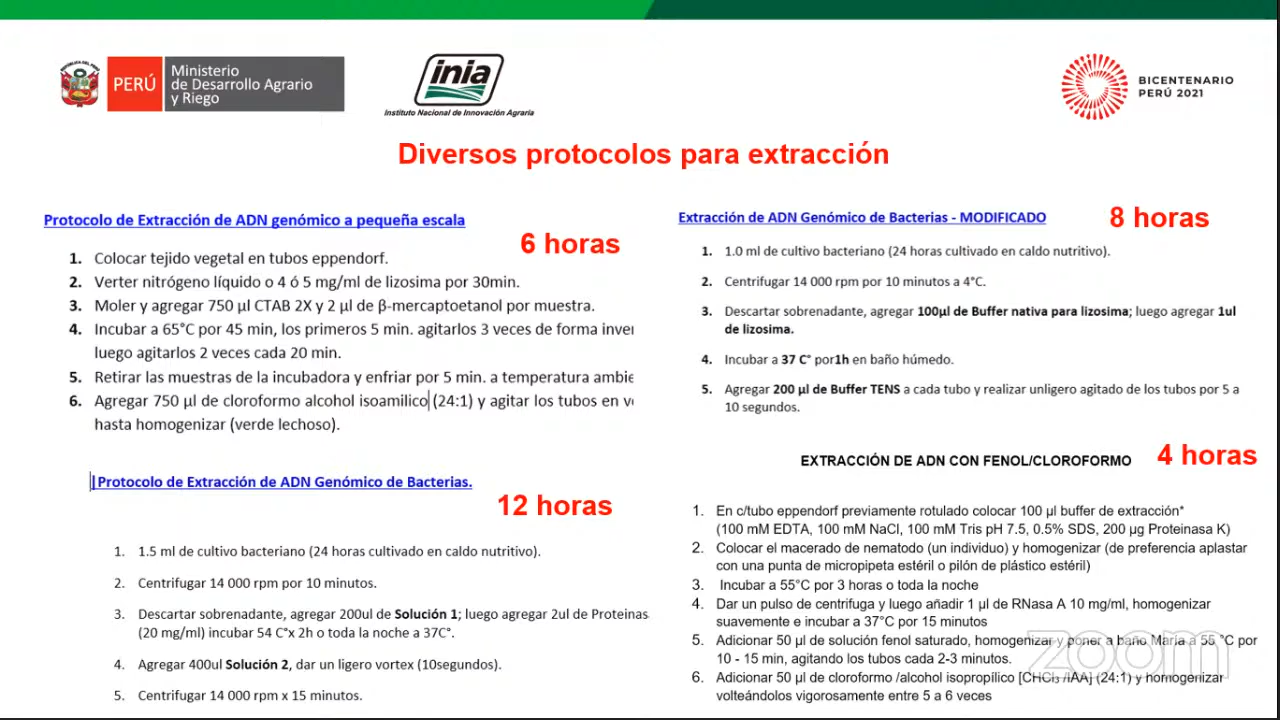 PERÚ
Ministerio
de Desarrollo Agrario
y Riego
inia
Instituto Nacional de Innovación Agraria
BICENTENARIO
PERÚ 2021
Diversos protocolos para extracción
Protocolo de Extracción de ADN genómico a pequeña escala
6 horas
1. Colocar tejido vegetal en tubos eppendorf.
2. Verter nitrógeno líquido o 4 ó 5 mg/ml de lizosima por 30min.
3. Moler y agregar 750 µl CTAB 2X y 2 µl de β-mercaptoetanol por muestra.
4. Incubar a 65°C por 45 min, los primeros 5 min. agitarlos 3 veces de forma inver
luego agitarlos 2 veces cada 20 min.
5. Retirar las muestras de la incubadora y enfriar por 5 min. a temperatura ambie
6. Agregar 750 µl de cloroformo alcohol isoamilico (24:1) y agitar los tubos en
hasta homogenizar (verde lechoso).
Protocolo de Extracción de ADN Genómico de Bacterias.
12 horas
1. 1.5 ml de cultivo bacteriano (24 horas cultivado en caldo nutritivo).
2. Centrifugar 14 000 rpm por 10 minutos.
3. Descartar sobrenadante, agregar 200ul de Solución 1; luego agregar 2ul de Proteinas
(20 mg/ml) incubar 54 C°x 2h o toda la noche a 37C°.
4. Agregar 400ul Solución 2, dar un ligero vortex (10segundos).
5. Centrifugar 14 000 rpm x 15 minutos.
Extracción de ADN Genómico de Bacterias - MODIFICADO
8 horas
1. 1.0 ml de cultivo bacteriano (24 horas cultivado en caldo nutritivo).
2. Centrifugar 14 000 rpm por 10 minutos a 4°C.
3. Descartar sobrenadante, agregar 100µl de Buffer nativa para lizosima; luego agregar 1ul
de lizosima.
4. Incubar a 37 C° por1h en baño húmedo.
5. Agregar 200 µl de Buffer TENS a cada tubo y realizar unligero agitado de los tubos por 5 a
10 segundos.
EXTRACCIÓN DE ADN CON FENOL/CLOROFORMO
4 horas
1. En c/tubo eppendorf previamente rotulado colocar 100 µl buffer de extracción*
(100 mM EDTA, 100 mM NaCl, 100 mM Tris pH 7.5, 0.5% SDS, 200 µg Proteinasa K)
2. Colocar el macerado de nematodo (un individuo) y homogenizar (de preferencia aplastar
con una punta de micropipeta estéril o pilón de plástico estéril)
3. Incubar a 55°C por 3 horas o toda la noche
4. Dar un pulso de centrifuga y luego añadir 1 µl de RNasa A 10 mg/ml, homogenizar
suavemente e incubar a 37°C por 15 minutos
5. Adicionar 50 µl de solución fenol saturado, homogenizar y poner a baño María a 55 °C por
10 - 15 min, agitando los tubos cada 2-3 minutos.
6. Adicionar 50 µl de cloroformo /alcohol isopropílico [CHCl₃ /IAA] (24:1) y homogenizar
volteándolos vigorosamente entre 5 a 6 veces
zoom